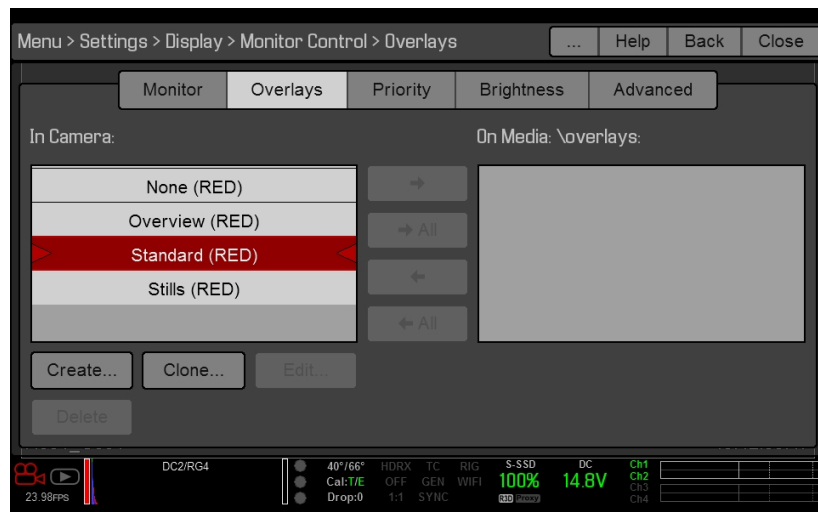 Menu > Settings > Display > Monitor Control > Overlays
... Help Back Close
Monitor Overlays Priority Brightness Advanced
In Camera: On Media: \overlays:
None (RED)
Overview (RED)
Standard (RED)
Stills (RED)
→
→ All
←
← All
Create... Clone... Edit...
Delete
DC2/RG4 40°/66° HDRX TC RIG S-SSD DC Ch1
Cal:T/E OFF GEN WIFI 100% 14.8V Ch2
23.98FPS Drop:0 1:1 SYNC R3D Proxy Ch3
Ch4